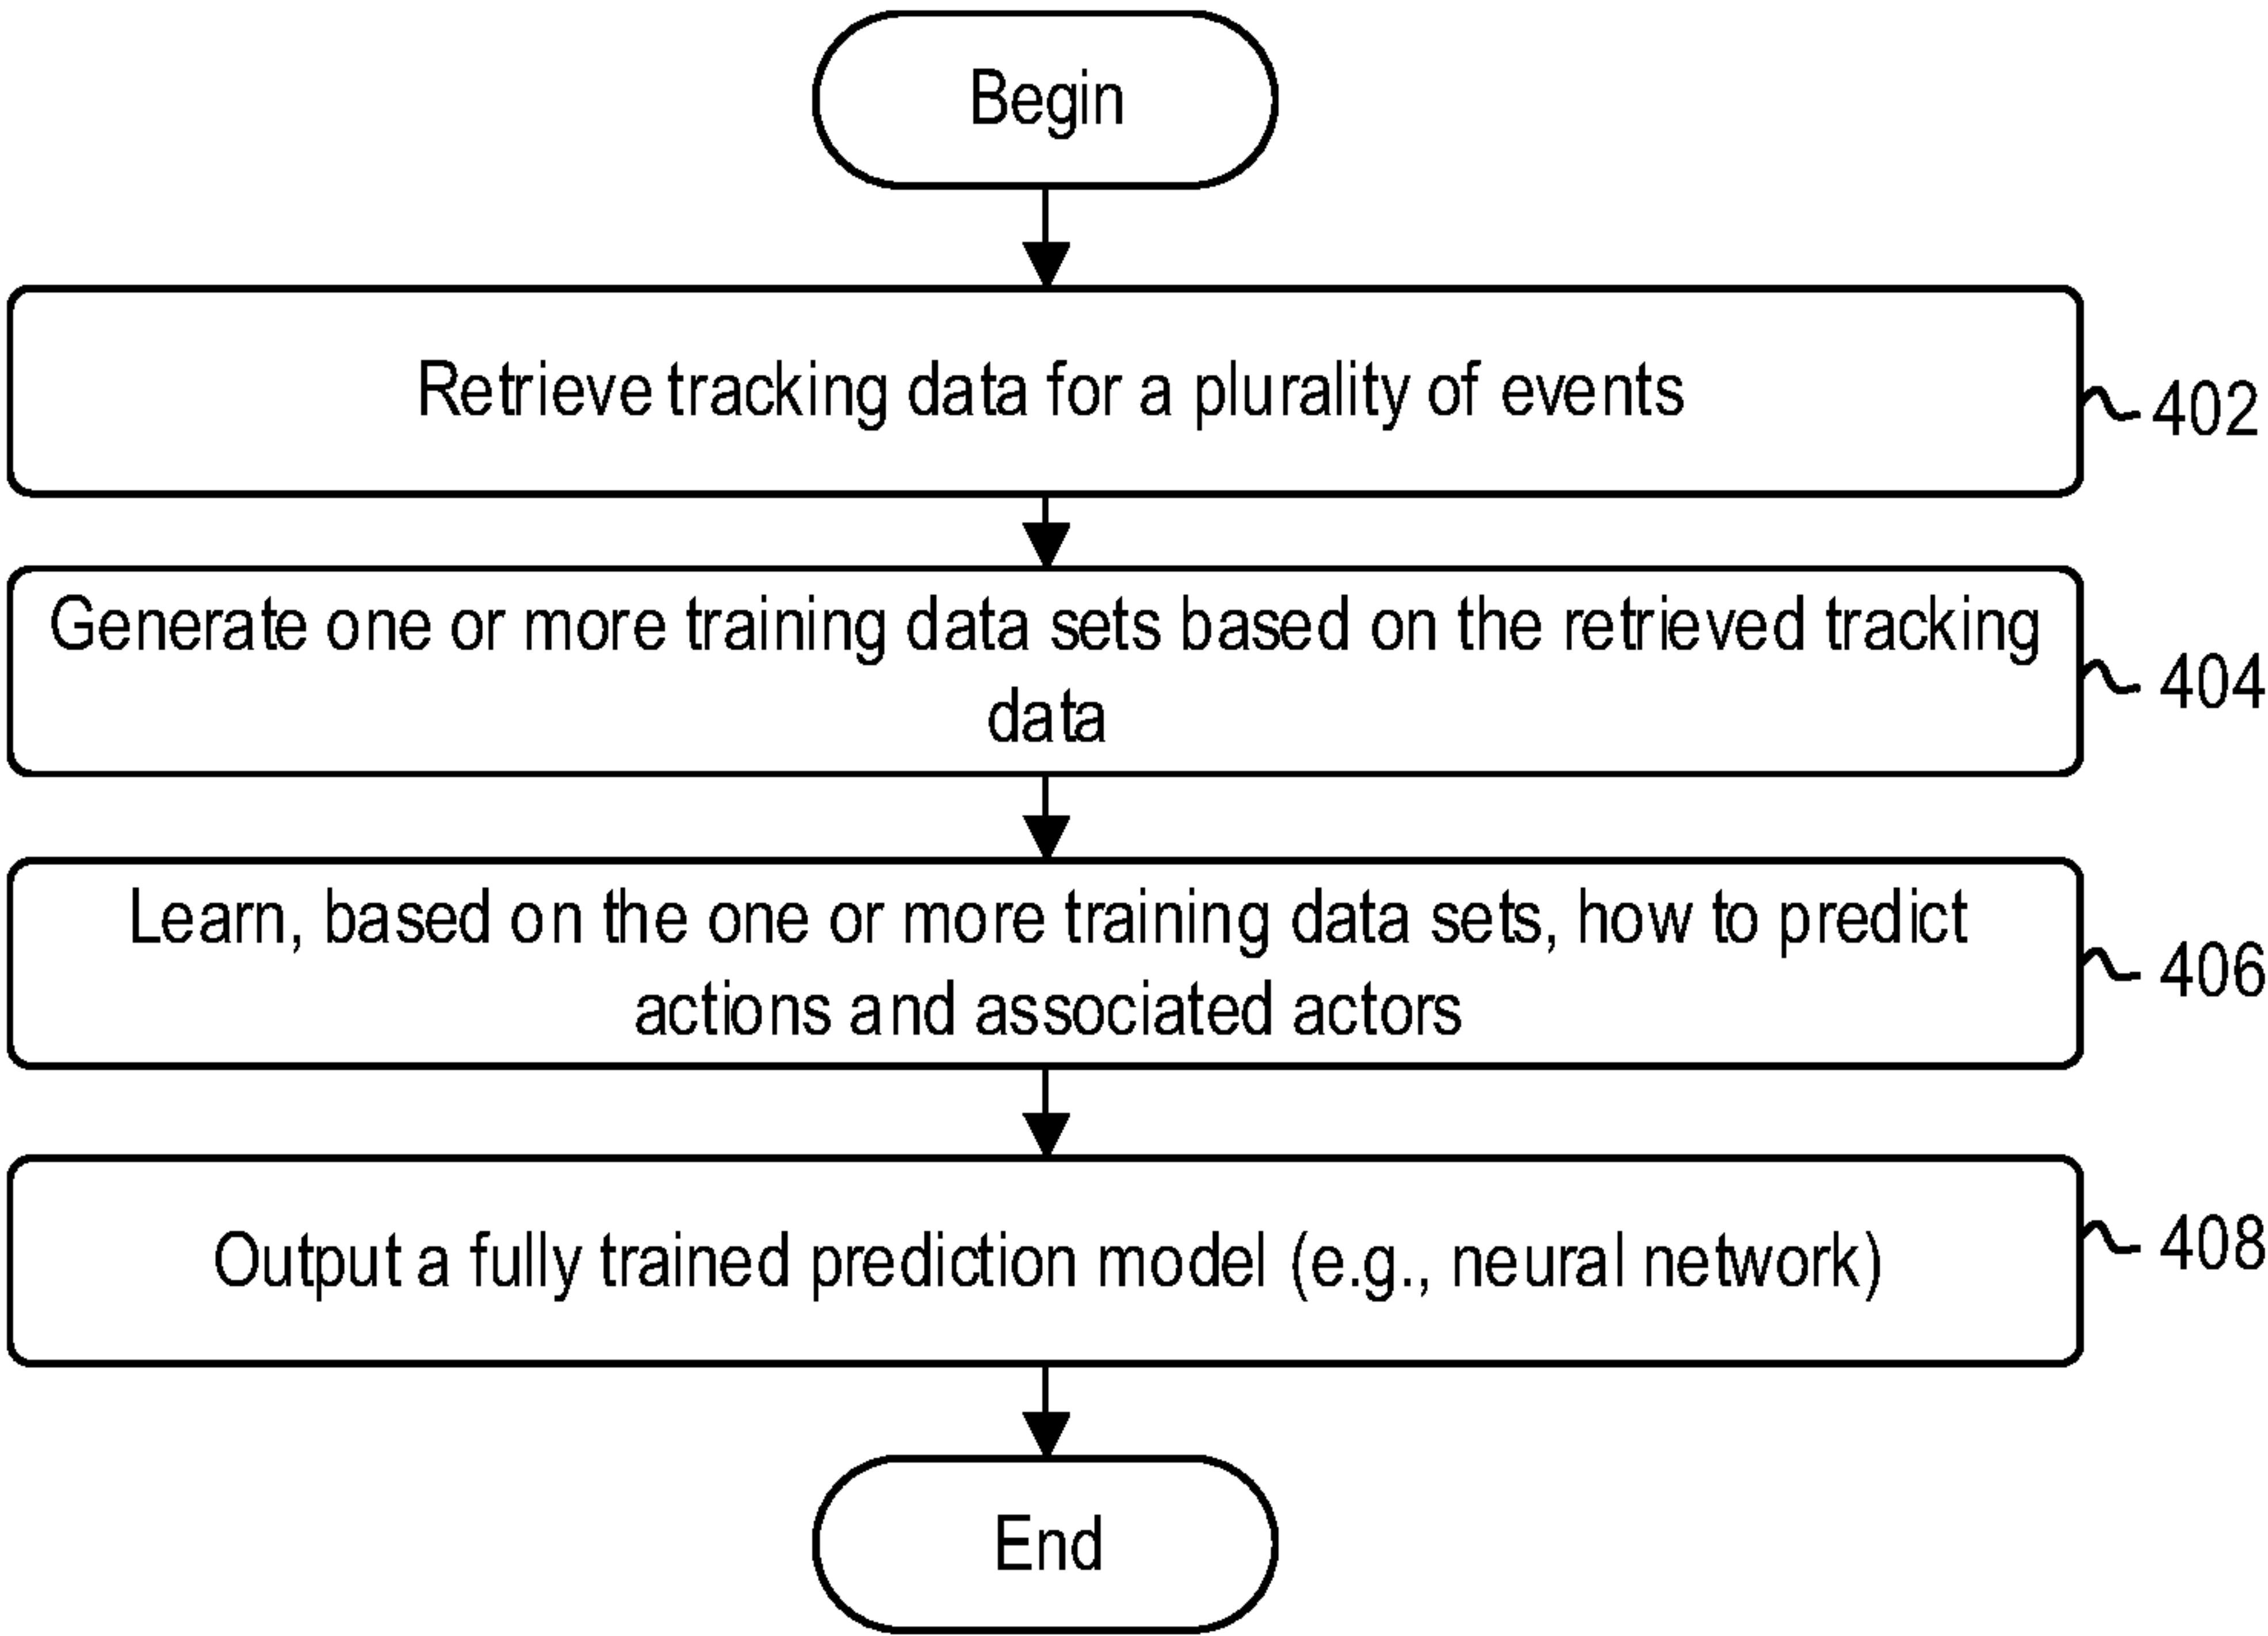 Begin
Retrieve tracking data for a plurality of events
402
Generate one or more training data sets based on the retrieved tracking
data
404
Learn, based on the one or more training data sets, how to predict
actions and associated actors
406
Output a fully trained prediction model (e.g., neural network)
408
End